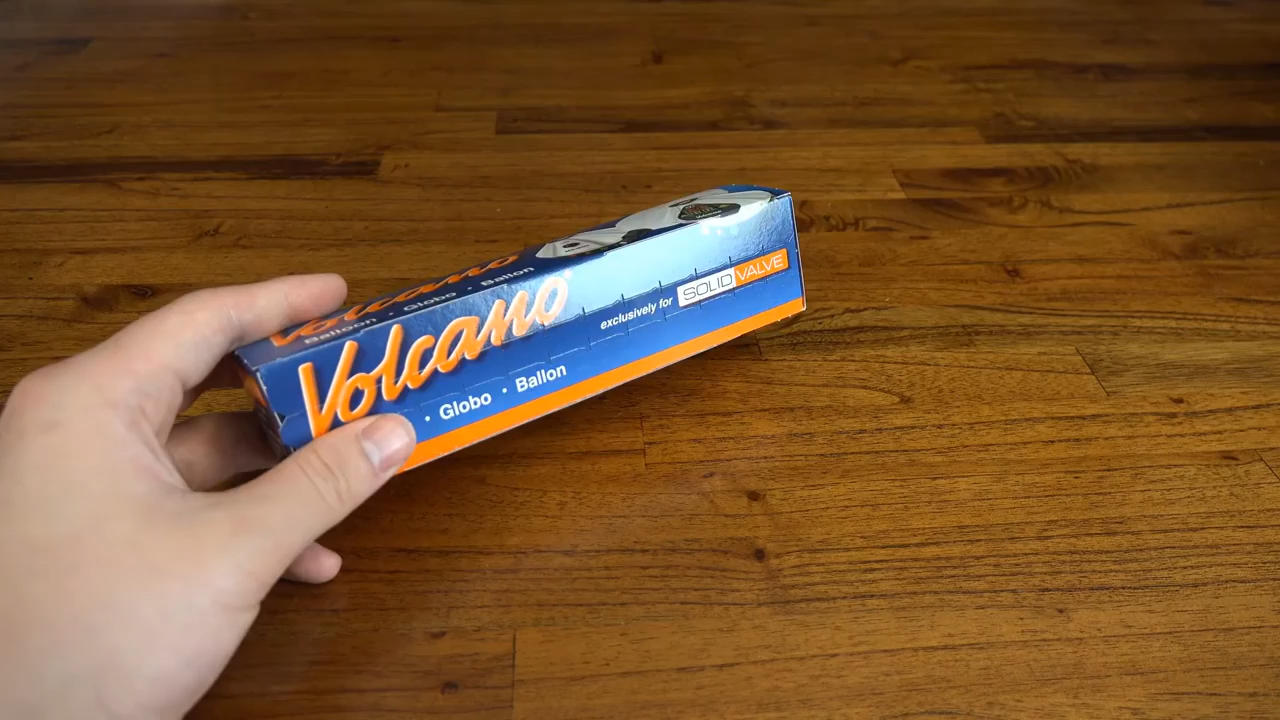 Volcano
Balloon · Globo · Ballon
Volcano
· Globo · Ballon
exclusively for SOLID VALVE